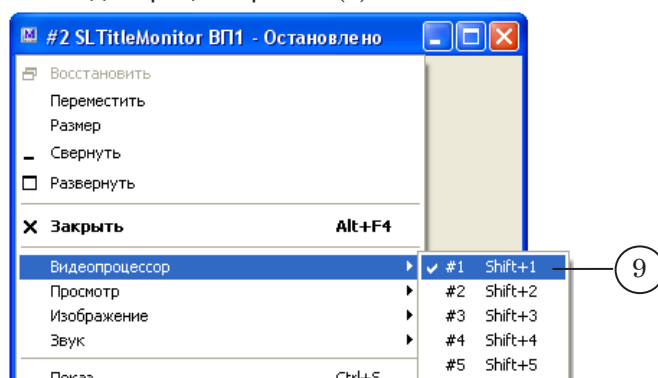 #2 SLTitleMonitor ВП1 - Остановлено
Восстановить
Переместить
Размер
Свернуть
Развернуть
Закрыть Alt+F4
Видеопроцессор
#1 Shift+1
9
Просмотр
#2 Shift+2
Изображение
#3 Shift+3
Звук
#4 Shift+4
#5 Shift+5